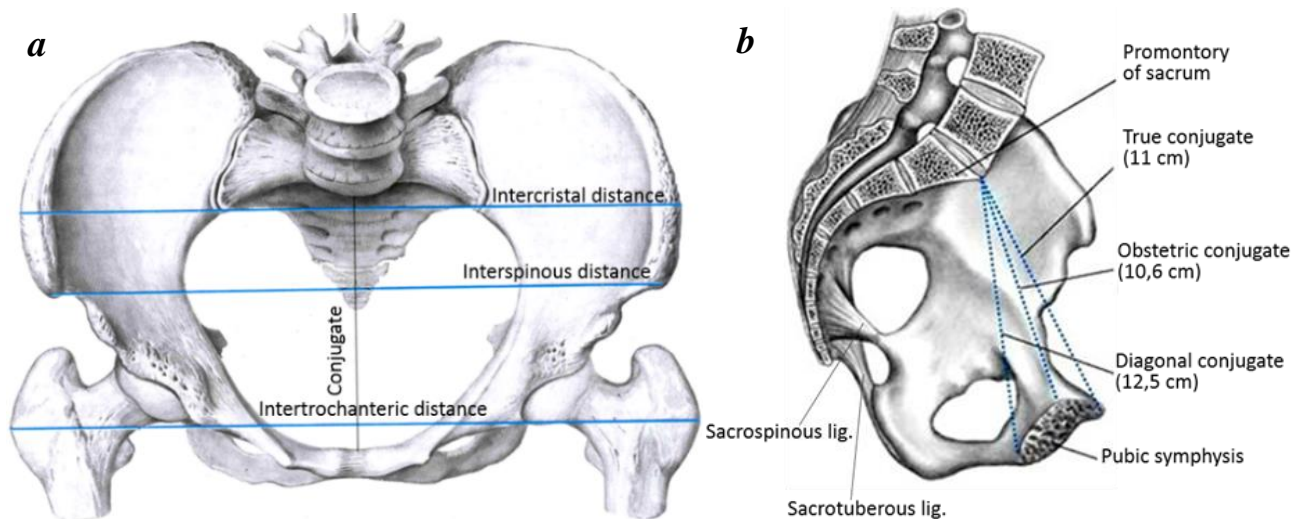 a
Intercristal distance
Interspinous distance
Conjugate
Intertrochanteric distance
b
Promontory
of sacrum
True conjugate
(11 cm)
Obstetric conjugate
(10,6 cm)
Diagonal conjugate
(12,5 cm)
Sacrospinous lig.
Pubic symphysis
Sacrotuberous lig.